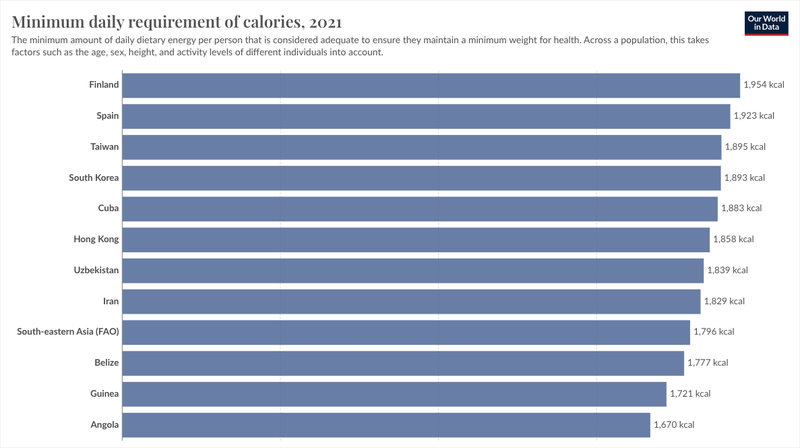 Minimum daily requirement of calories, 2021
Our World
in Data
The minimum amount of daily dietary energy per person that is considered adequate to ensure they maintain a minimum weight for health. Across a population, this takes
factors such as the age, sex, height, and activity levels of different individuals into account.
Finland 1,954 kcal
Spain 1,923 kcal
Taiwan 1,895 kcal
South Korea 1,893 kcal
Cuba 1,883 kcal
Hong Kong 1,858 kcal
Uzbekistan 1,839 kcal
Iran 1,829 kcal
South-eastern Asia (FAO) 1,796 kcal
Belize 1,777 kcal
Guinea 1,721 kcal
Angola 1,670 kcal